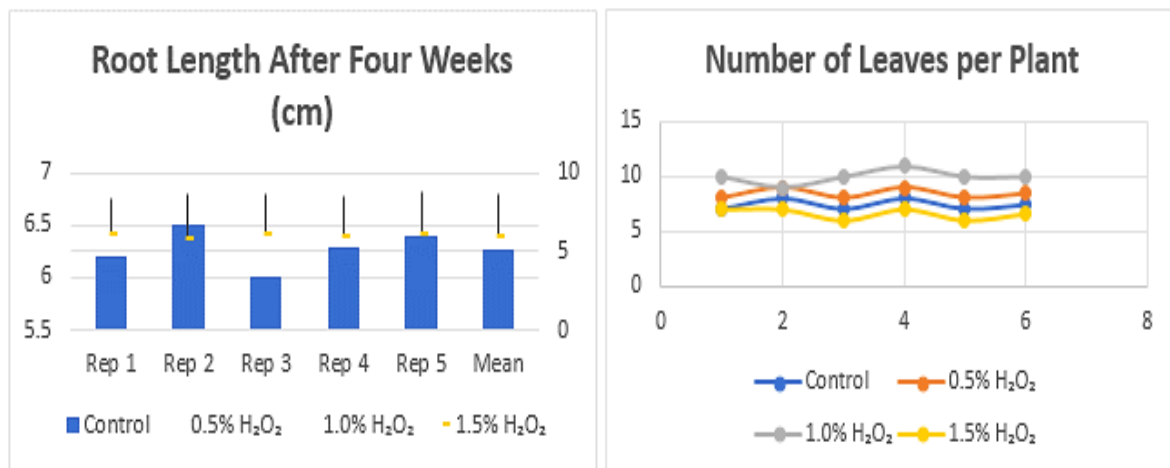 Root Length After Four Weeks
(cm)
7
6.5
6
5.5
10
5
0
Rep 1 Rep 2 Rep 3 Rep 4 Rep 5 Mean
Control 0.5% H₂O₂ 1.0% H₂O₂ 1.5% H₂O₂
Number of Leaves per Plant
15
10
5
0
0 2 4 6 8
Control 0.5% H₂O₂
1.0% H₂O₂ 1.5% H₂O₂